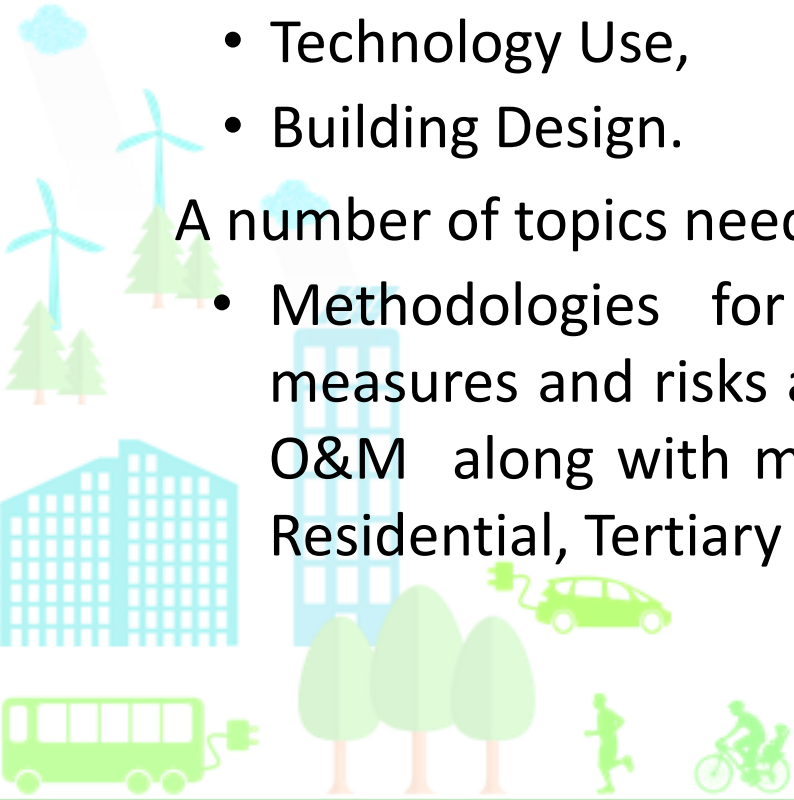 • Technology Use,
• Building Design.
A number of topics need
• Methodologies for
measures and risks a
O&M along with m
Residential, Tertiary